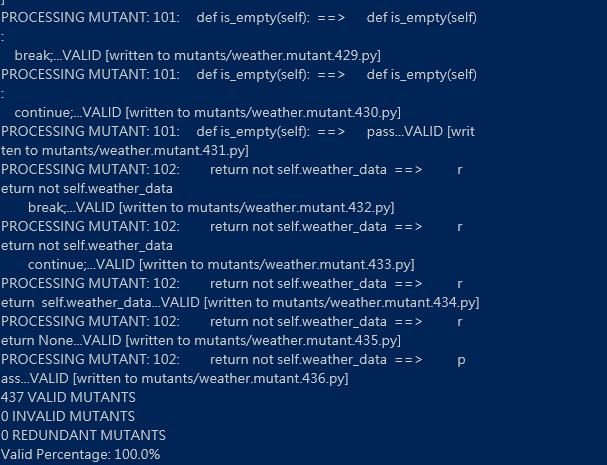 ]
PROCESSING MUTANT: 101:    def is_empty(self):  ==>      def is_empty(self)
:
    break;...VALID [written to mutants/weather.mutant.429.py]
PROCESSING MUTANT: 101:    def is_empty(self):  ==>      def is_empty(self)
:
    continue;...VALID [written to mutants/weather.mutant.430.py]
PROCESSING MUTANT: 101:    def is_empty(self):  ==>      pass...VALID [writ
ten to mutants/weather.mutant.431.py]
PROCESSING MUTANT: 102:        return not self.weather_data  ==>          r
eturn not self.weather_data
        break;...VALID [written to mutants/weather.mutant.432.py]
PROCESSING MUTANT: 102:        return not self.weather_data  ==>          r
eturn not self.weather_data
        continue;...VALID [written to mutants/weather.mutant.433.py]
PROCESSING MUTANT: 102:        return not self.weather_data  ==>          r
eturn  self.weather_data...VALID [written to mutants/weather.mutant.434.py]
PROCESSING MUTANT: 102:        return not self.weather_data  ==>          r
eturn None...VALID [written to mutants/weather.mutant.435.py]
PROCESSING MUTANT: 102:        return not self.weather_data  ==>          p
ass...VALID [written to mutants/weather.mutant.436.py]
437 VALID MUTANTS
0 INVALID MUTANTS
0 REDUNDANT MUTANTS
Valid Percentage: 100.0%